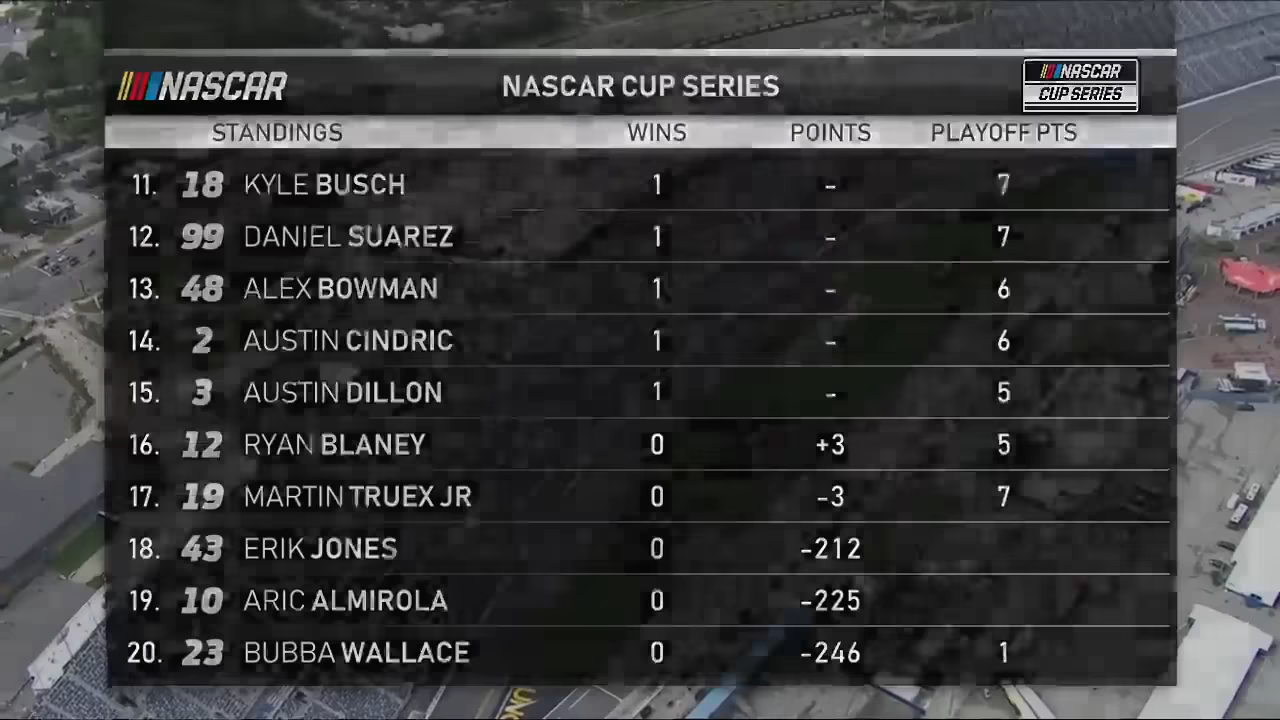 NASCAR NASCAR CUP SERIES NASCAR CUP SERIES
STANDINGS WINS POINTS PLAYOFF PTS
11. 18 KYLE BUSCH 1 - 7
12. 99 DANIEL SUAREZ 1 - 7
13. 48 ALEX BOWMAN 1 - 6
14. 2 AUSTIN CINDRIC 1 - 6
15. 3 AUSTIN DILLON 1 - 5
16. 12 RYAN BLANEY 0 +3 5
17. 19 MARTIN TRUEX JR 0 -3 7
18. 43 ERIK JONES 0 -212
19. 10 ARIC ALMIROLA 0 -225
20. 23 BUBBA WALLACE 0 -246 1